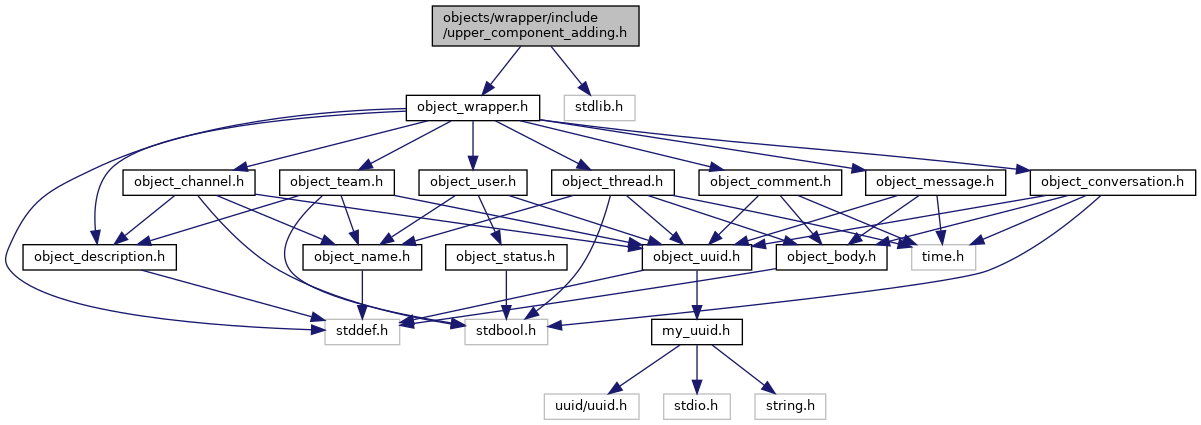 objects/wrapper/include
/upper_component_adding.h
object_wrapper.h
stdlib.h
object_channel.h
object_team.h
object_user.h
object_thread.h
object_comment.h
object_message.h
object_conversation.h
object_description.h
object_name.h
object_status.h
object_uuid.h
object_body.h
time.h
stddef.h
stdbool.h
my_uuid.h
uuid/uuid.h
stdio.h
string.h